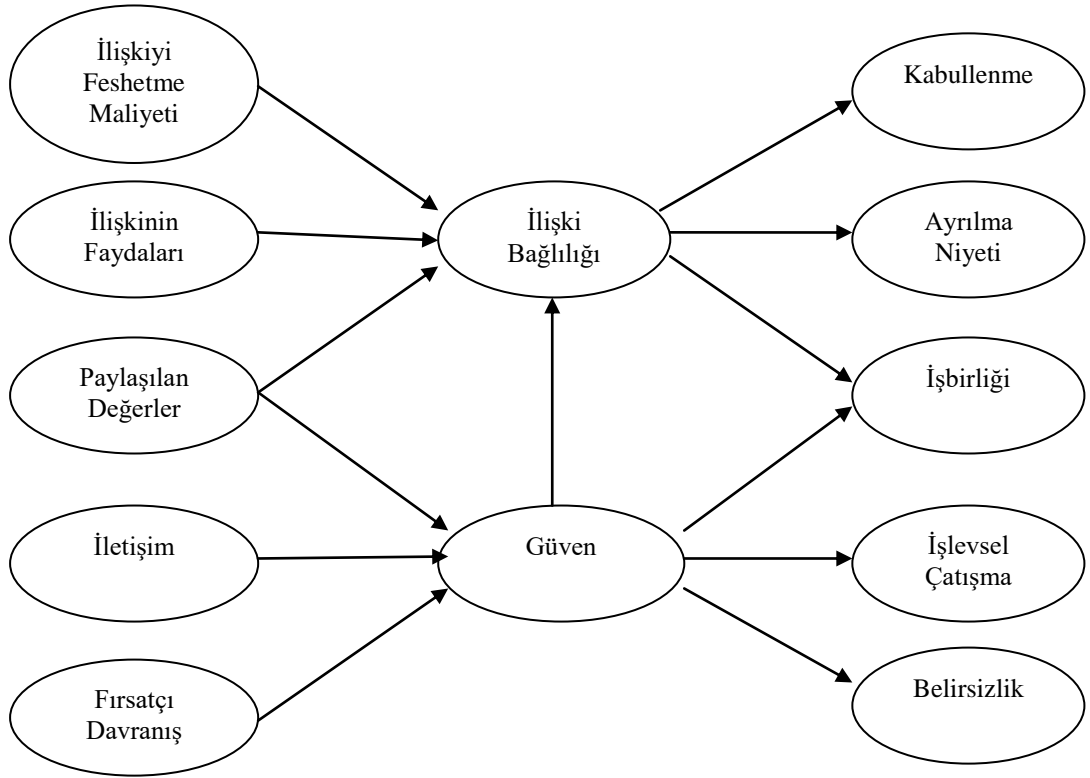 İlişkiyi
Feshetme
Maliyeti
Kabullenme
İlişkinin
Faydaları
İlişki
Bağlılığı
Ayrılma
Niyeti
Paylaşılan
Değerler
İşbirliği
İletişim
Güven
İşlevsel
Çatışma
Fırsatçı
Davranış
Belirsizlik